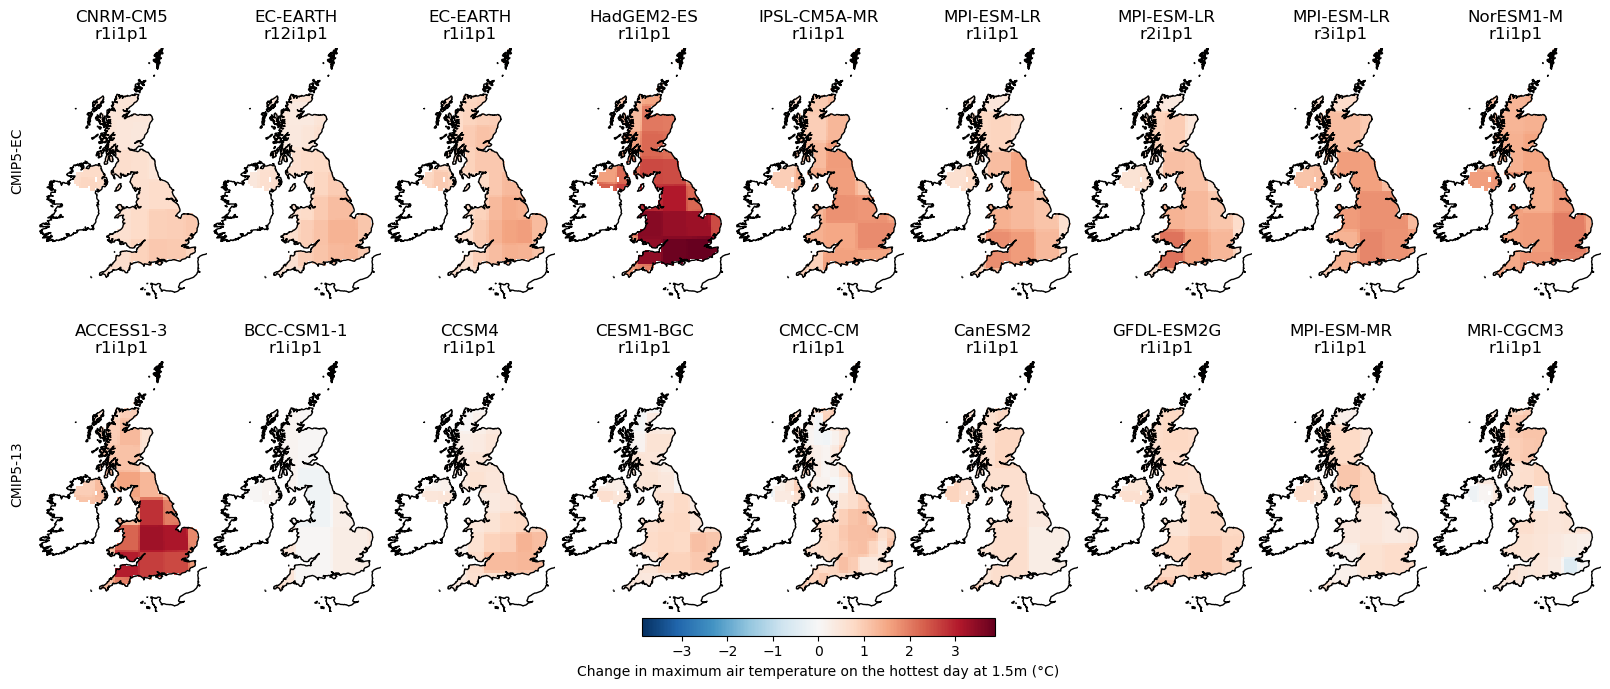 CNRM-CM5 EC-EARTH EC-EARTH HadGEM2-ES IPSL-CM5A-MR MPI-ESM-LR MPI-ESM-LR MPI-ESM-LR NorESM1-M
r1i1p1 r12i1p1 r1i1p1 r1i1p1 r1i1p1 r1i1p1 r2i1p1 r3i1p1 r1i1p1
CMIP5-EC
ACCESS1-3 BCC-CSM1-1 CCSM4 CESM1-BGC CMCC-CM CanESM2 GFDL-ESM2G MPI-ESM-MR MRI-CGCM3
r1i1p1 r1i1p1 r1i1p1 r1i1p1 r1i1p1 r1i1p1 r1i1p1 r1i1p1 r1i1p1
CMIP5-13
−3 −2 −1 0 1 2 3
Change in maximum air temperature on the hottest day at 1.5m (°C)